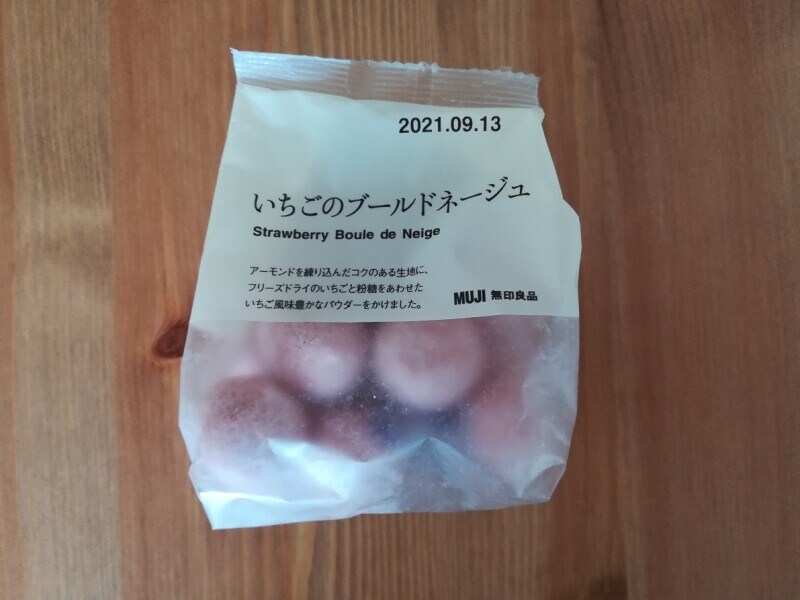 2021.09.13
いちごのブールドネージュ
Strawberry Boule de Neige
アーモンドを練り込んだコクのある生地に、
フリーズドライのいちごと粉糖をあわせた
いちご風味豊かなパウダーをかけました。
MUJI 無印良品